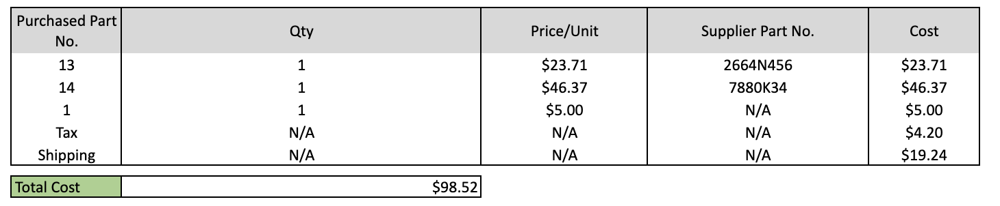 Purchased Part No. Qty Price/Unit Supplier Part No. Cost
13 1 $23.71 2664N456 $23.71
14 1 $46.37 7880K34 $46.37
1 1 $5.00 N/A $5.00
Tax N/A N/A N/A $4.20
Shipping N/A N/A N/A $19.24
Total Cost $98.52